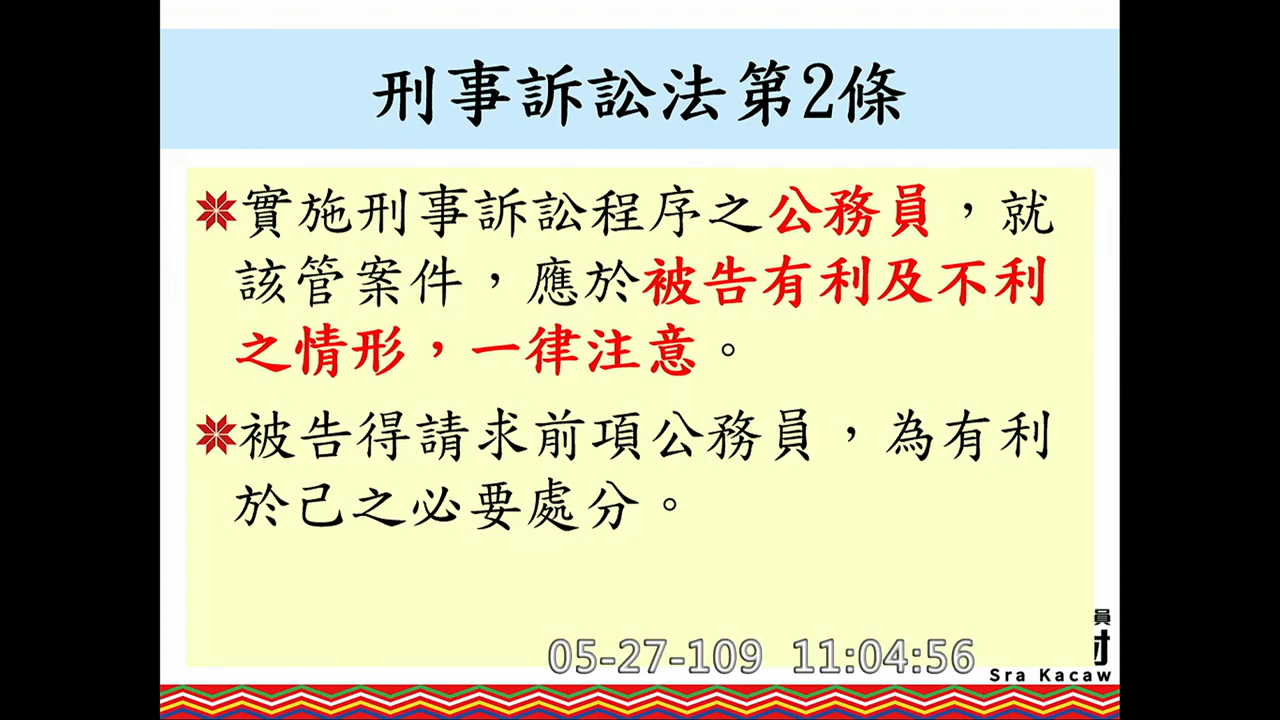 刑事訴訟法第2條
實施刑事訴訟程序之公務員，就
該管案件，應於被告有利及不利
之情形，一律注意。
被告得請求前項公務員，為有利
於己之必要處分。
員
05-27-109 11:04:56
Sra Kacaw